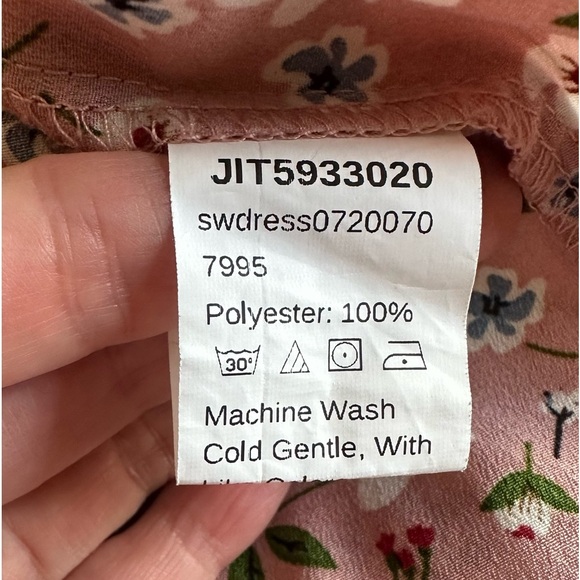 JIT5933020
swdress0720070
7995
Polyester: 100%
30°
Machine Wash
Cold Gentle, With